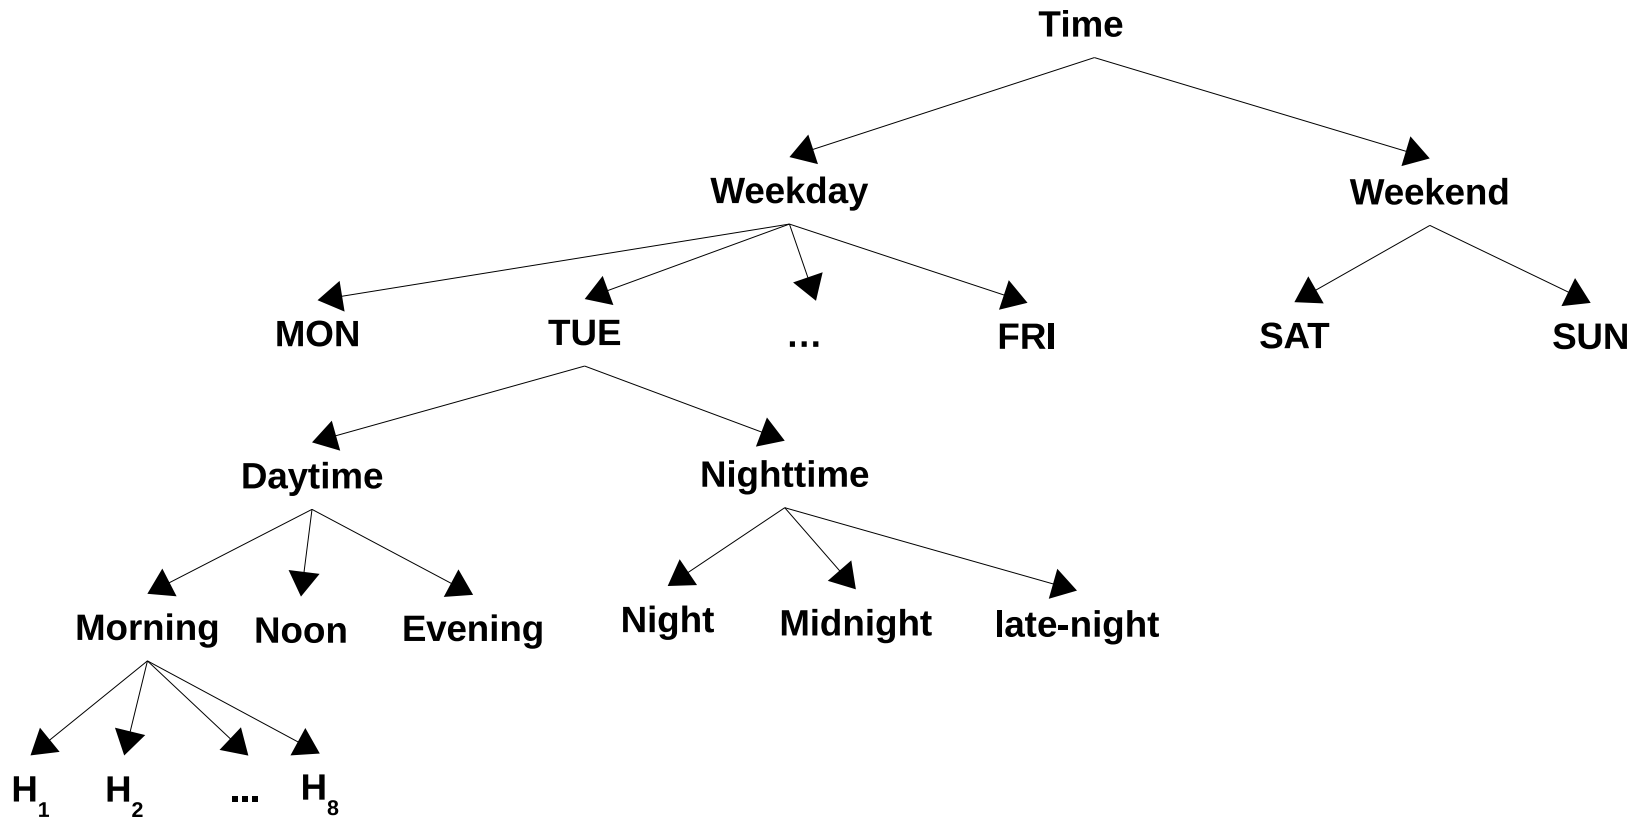 Time
Weekday Weekend
MON TUE ... FRI SAT SUN
Daytime Nighttime
Morning Noon Evening Night Midnight late-night
H1 H2 ... H8